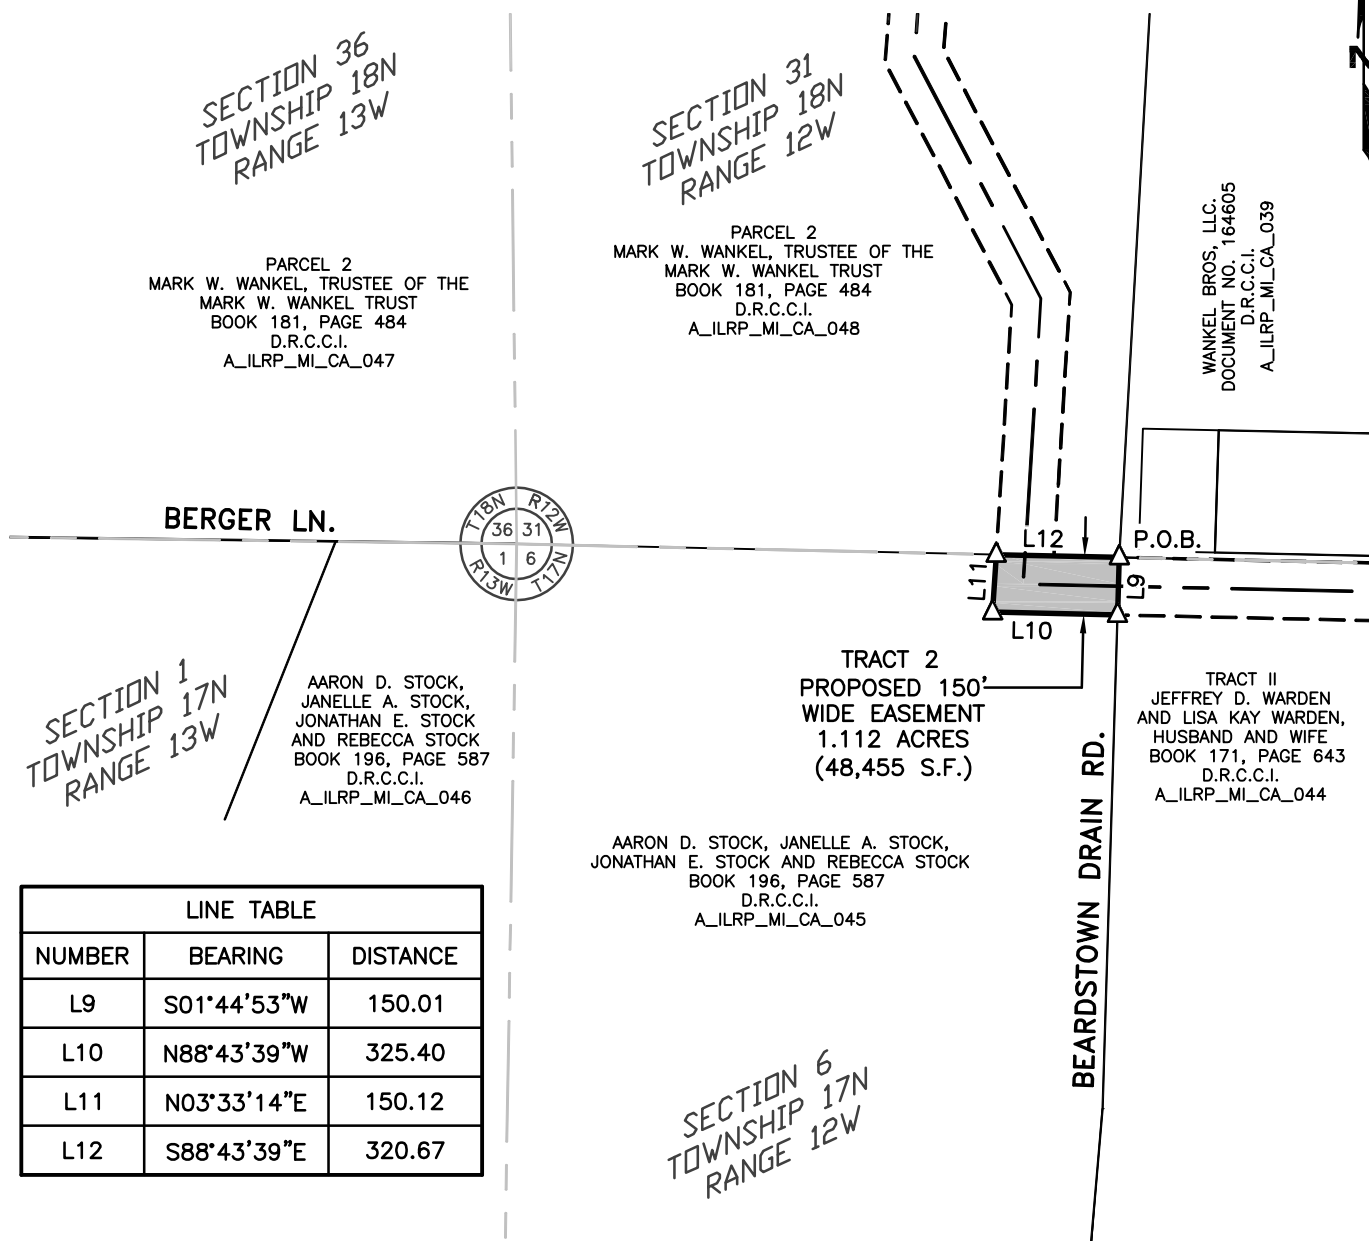 SECTION 36
TOWNSHIP 18N
RANGE 13W
SECTION 31
TOWNSHIP 18N
RANGE 12W
PARCEL 2
MARK W. WANKEL, TRUSTEE OF THE
MARK W. WANKEL TRUST
BOOK 181, PAGE 484
D.R.C.C.I.
A_ILRP_MI_CA_047
PARCEL 2
MARK W. WANKEL, TRUSTEE OF THE
MARK W. WANKEL TRUST
BOOK 181, PAGE 484
D.R.C.C.I.
A_ILRP_MI_CA_048
WANKEL BROS, LLC.
DOCUMENT NO. 164605
D.R.C.C.I.
A_ILRP_MI_CA_039
BERGER LN.
T18N R12W
36 31
1 6
R13W T17N
L12
P.O.B.
L11
L9
L10
TRACT 2
PROPOSED 150'
WIDE EASEMENT
1.112 ACRES
(48,455 S.F.)
SECTION 1
TOWNSHIP 17N
RANGE 13W
AARON D. STOCK,
JANELLE A. STOCK,
JONATHAN E. STOCK
AND REBECCA STOCK
BOOK 196, PAGE 587
D.R.C.C.I.
A_ILRP_MI_CA_046
TRACT II
JEFFREY D. WARDEN
AND LISA KAY WARDEN,
HUSBAND AND WIFE
BOOK 171, PAGE 643
D.R.C.C.I.
A_ILRP_MI_CA_044
BEARDSTOWN DRAIN RD.
AARON D. STOCK, JANELLE A. STOCK,
JONATHAN E. STOCK AND REBECCA STOCK
BOOK 196, PAGE 587
D.R.C.C.I.
A_ILRP_MI_CA_045
LINE TABLE
NUMBER BEARING DISTANCE
L9 S01°44'53"W 150.01
L10 N88°43'39"W 325.40
L11 N03°33'14"E 150.12
L12 S88°43'39"E 320.67
SECTION 6
TOWNSHIP 17N
RANGE 12W